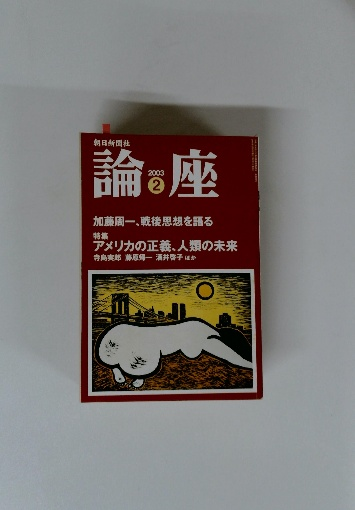 朝日新聞社
論座
2003
2
加藤周一、戦後思想を語る
特集
アメリカの正義、人類の未来
寺島実郎 藤原帰一 酒井啓子 ほか